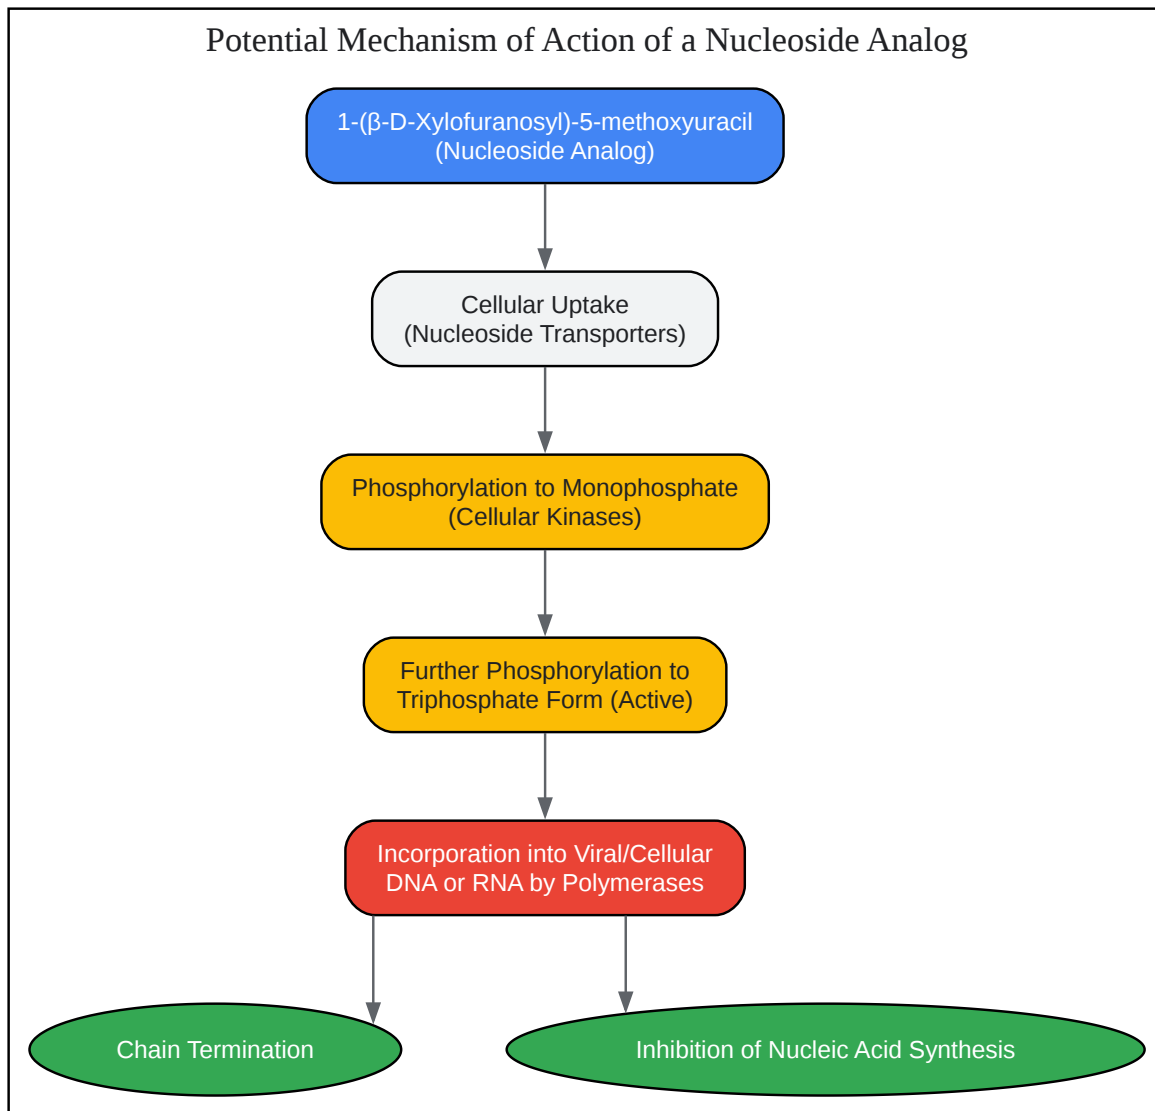 Potential Mechanism of Action of a Nucleoside Analog
1-(β-D-Xylofuranosyl)-5-methoxyuracil
(Nucleoside Analog)
Cellular Uptake
(Nucleoside Transporters)
Phosphorylation to Monophosphate
(Cellular Kinases)
Further Phosphorylation to
Triphosphate Form (Active)
Incorporation into Viral/Cellular
DNA or RNA by Polymerases
Chain Termination
Inhibition of Nucleic Acid Synthesis